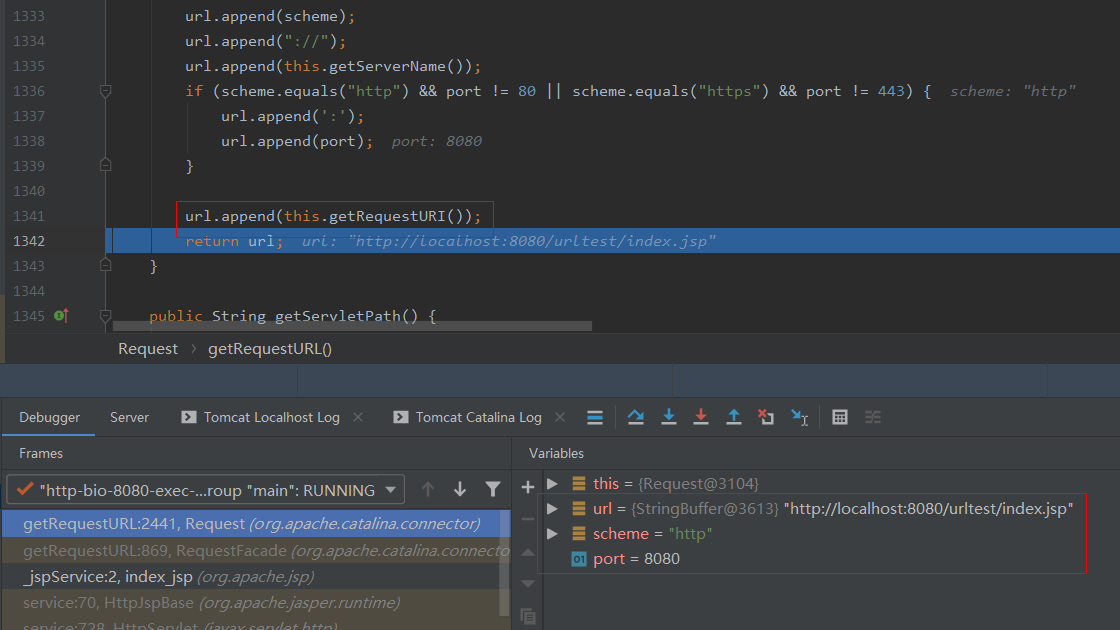 1333 url.append(scheme);
1334 url.append("://");
1335 url.append(this.getServerName());
1336 if (scheme.equals("http") && port != 80 || scheme.equals("https") && port != 443) { scheme: "http"
1337 url.append(':');
1338 url.append(port); port: 8080
1339 }
1340
1341 url.append(this.getRequestURI());
1342 return url; url: "http://localhost:8080/urltest/index.jsp"
1343 }
1344
1345 public String getServletPath() {
Request › getRequestURL()
Debugger Server Tomcat Localhost Log × Tomcat Catalina Log ×
Frames
"http-bio-8080-exec-...roup "main": RUNNING
getRequestURL:2441, Request (org.apache.catalina.connector)
getRequestURL:869, RequestFacade (org.apache.catalina.connecto
_jspService:2, index_jsp (org.apache.jsp)
service:70, HttpJspBase (org.apache.jasper.runtime)
service:728, HttpServlet (javax.servlet.http)
Variables
this = {Request@3104}
url = {StringBuffer@3613} "http://localhost:8080/urltest/index.jsp"
scheme = "http"
01 port = 8080